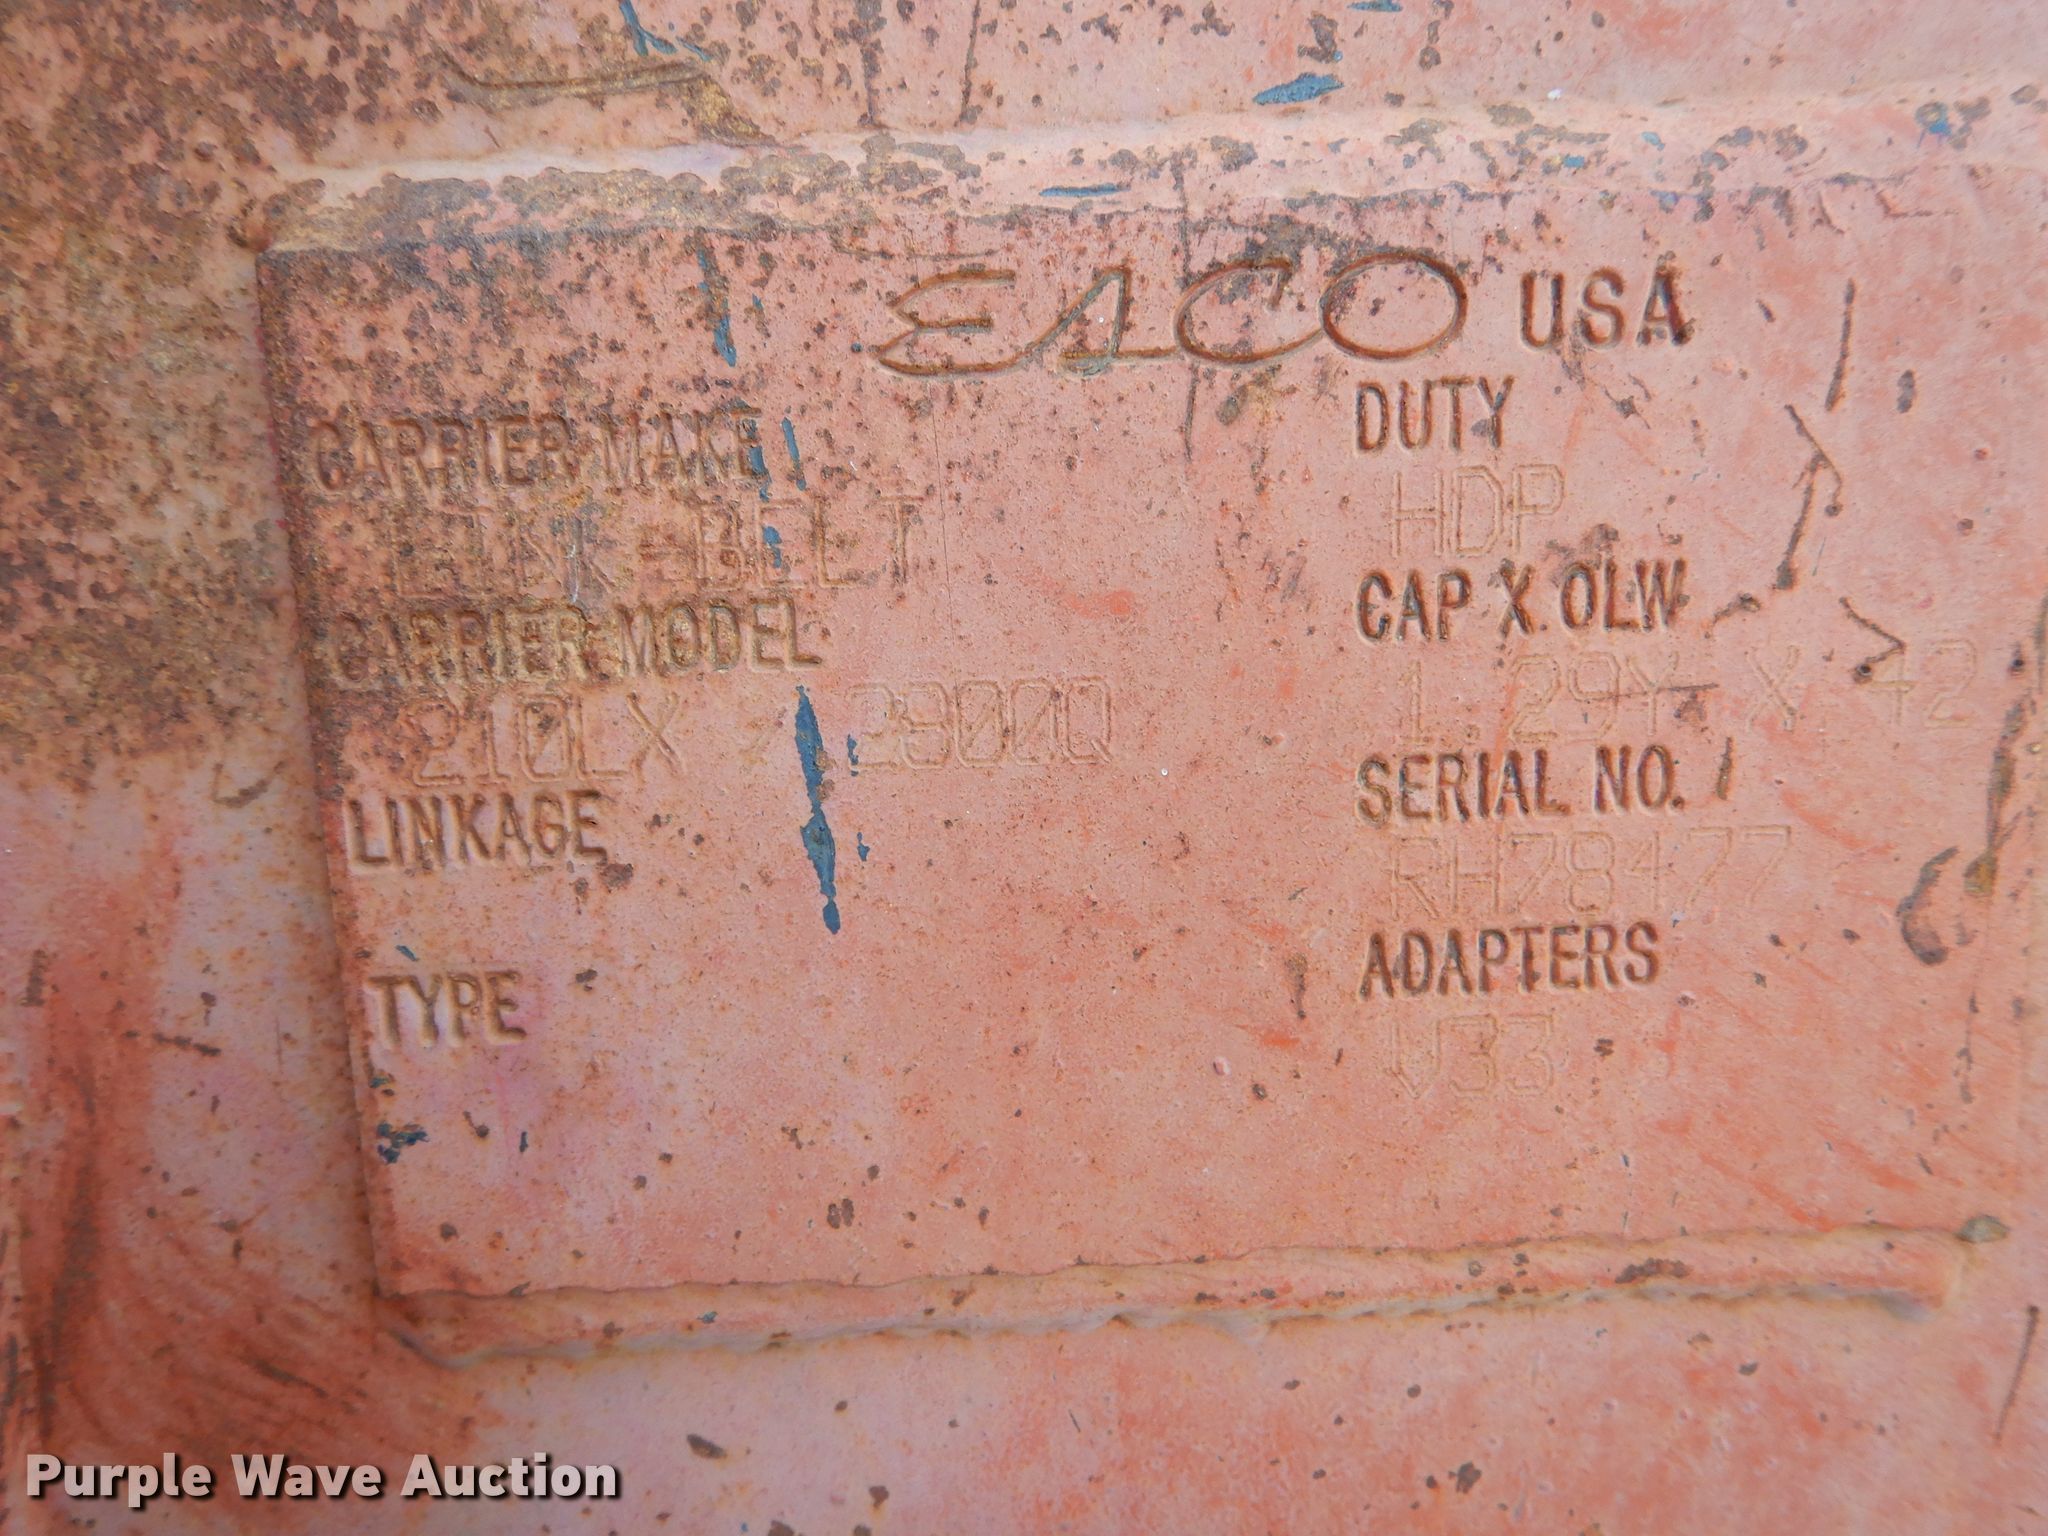 ESCO USA
CARRIER MAKE
LINK-BELT
CARRIER MODEL
210LX / 2800Q
LINKAGE
TYPE
DUTY
HDP
CAP X OLW
1.29Y X 42
SERIAL NO.
RH78477
ADAPTERS
V33
Purple Wave Auction